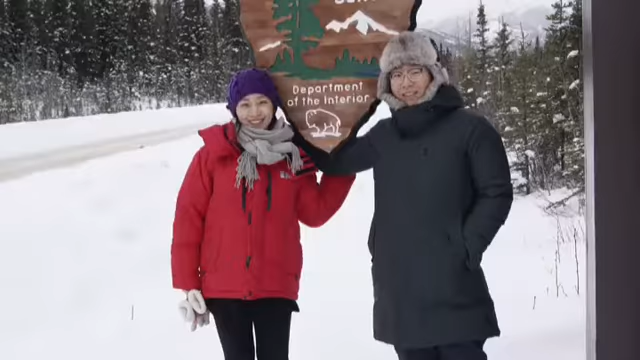 Department
of the Interior